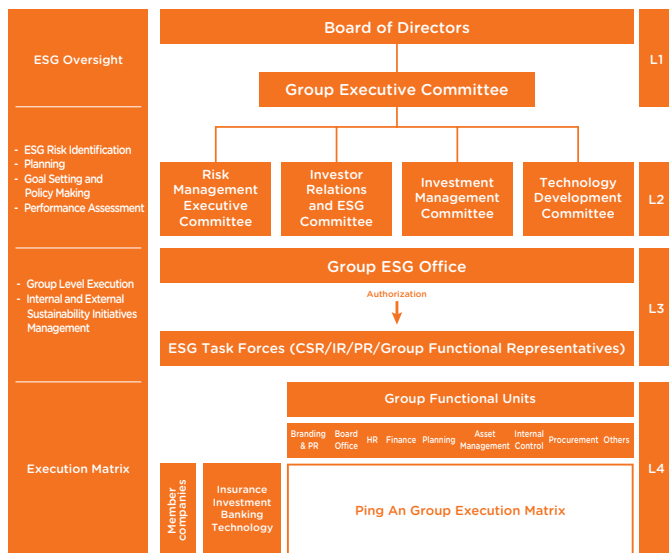 ESG Oversight
Board of Directors
Group Executive Committee
L1
- ESG Risk Identification
- Planning
- Goal Setting and
Policy Making
- Performance Assessment
Risk
Management
Executive
Committee
Investor
Relations
and ESG
Committee
Investment
Management
Committee
Technology
Development
Committee
L2
- Group Level Execution
- Internal and External
Sustainability Initiatives
Management
Group ESG Office
Authorization
ESG Task Forces (CSR/IR/PR/Group Functional Representatives)
L3
Execution Matrix
Group Functional Units
Branding
& PR
Board
Office
HR
Finance
Planning
Asset
Management
Internal
Control
Procurement
Others
Member
companies
Insurance
Investment
Banking
Technology
Ping An Group Execution Matrix
L4